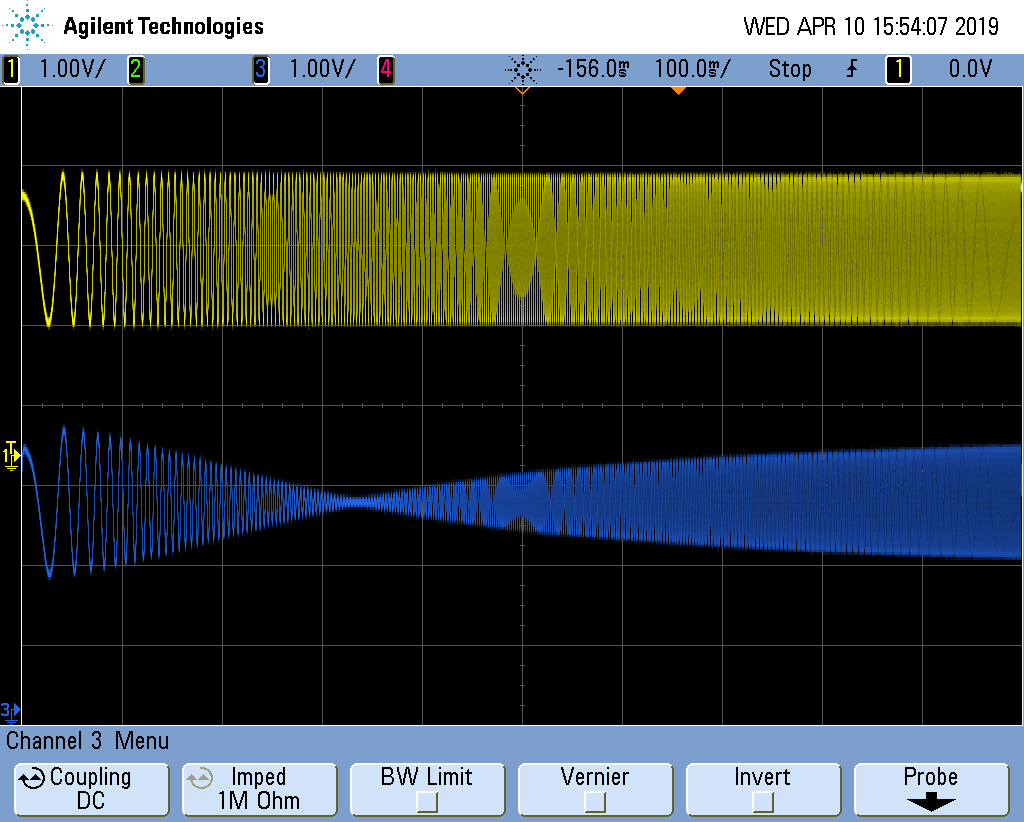 Agilent Technologies WED APR 10 15:54:07 2019
1 1.00V/ 2 3 1.00V/ 4 -156.0ms 100.0ms/ Stop 1 0.0V
T
1
3
Channel 3 Menu
Coupling Imped BW Limit Vernier Invert Probe
DC 1M Ohm